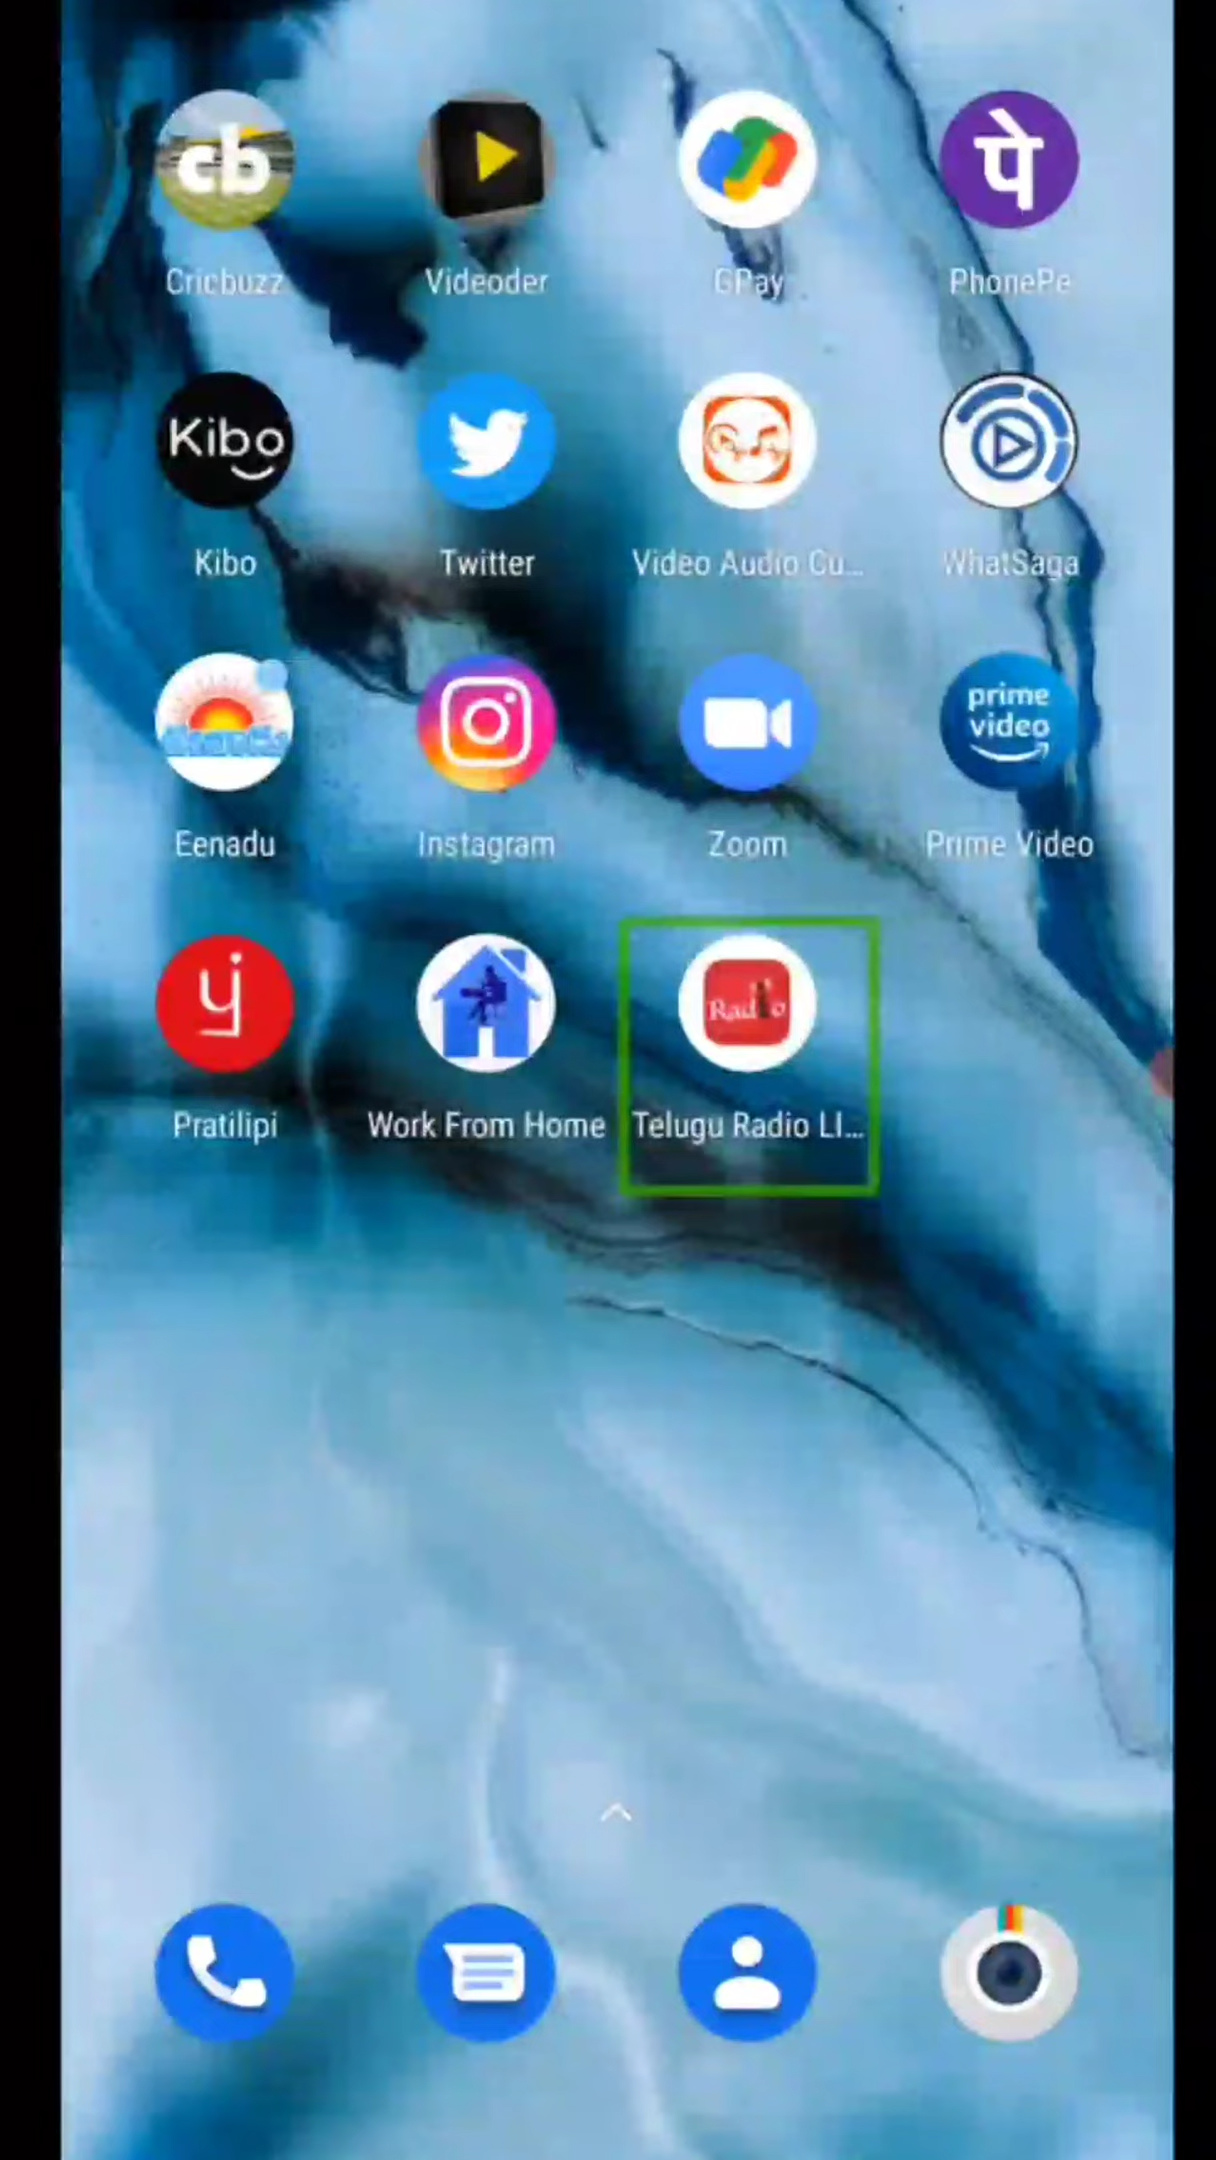 cb
पे
Cricbuzz
Videoder
GPay
PhonePe
Kibo
Kibo
Twitter
Video Audio Cu...
WhatSaga
prime
video
Eenadu
Instagram
Zoom
Prime Video
Radio
Pratilipi
Work From Home
Telugu Radio LI...